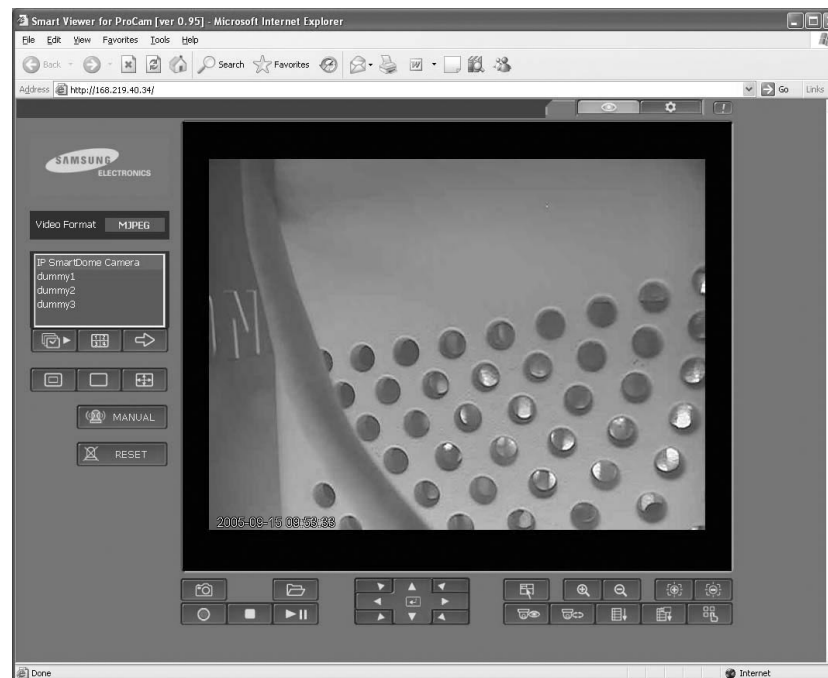 Smart Viewer for ProCam [ver 0.95] - Microsoft Internet Explorer
File Edit View Favorites Tools Help
Back Search Favorites
Address http://168.219.40.34/ Go Links
SAMSUNG
ELECTRONICS
Video Format MJPEG
IP SmartDome Camera
dummy1
dummy2
dummy3
MANUAL
RESET
2005-09-15 09:53:33
Done Internet